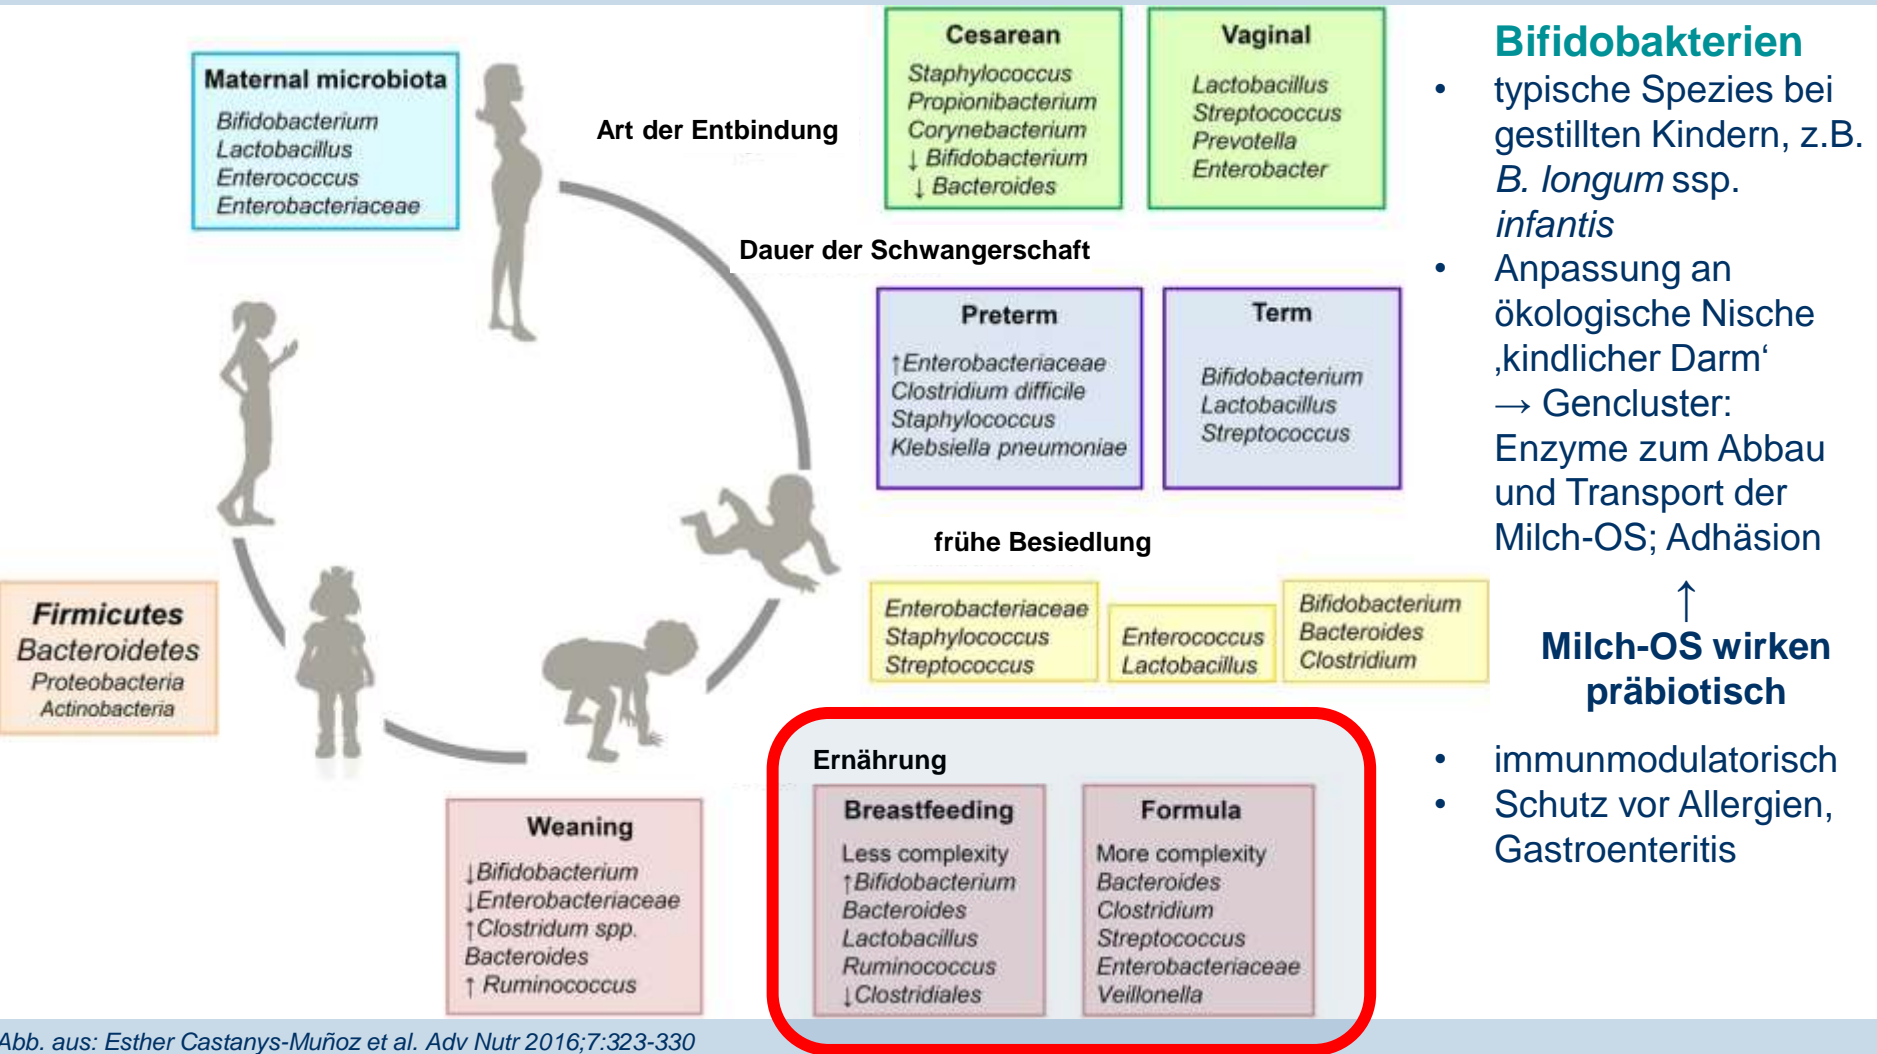 Maternal microbiota
Bifidobacterium
Lactobacillus
Enterococcus
Enterobacteriaceae
Art der Entbindung
Cesarean
Staphylococcus
Propionibacterium
Corynebacterium
↓ Bifidobacterium
↓ Bacteroides
Vaginal
Lactobacillus
Streptococcus
Prevotella
Enterobacter
Dauer der Schwangerschaft
Preterm
↑Enterobacteriaceae
Clostridium difficile
Staphylococcus
Klebsiella pneumoniae
Term
Bifidobacterium
Lactobacillus
Streptococcus
frühe Besiedlung
Enterobacteriaceae
Staphylococcus
Streptococcus
Enterococcus
Lactobacillus
Bifidobacterium
Bacteroides
Clostridium
Ernährung
Breastfeeding
Less complexity
↑Bifidobacterium
Bacteroides
Lactobacillus
Ruminococcus
↓Clostridiales
Formula
More complexity
Bacteroides
Clostridium
Streptococcus
Enterobacteriaceae
Veillonella
Weaning
↓Bifidobacterium
↓Enterobacteriaceae
↑Clostridum spp.
Bacteroides
↑ Ruminococcus
Firmicutes
Bacteroidetes
Proteobacteria
Actinobacteria
Bifidobakterien
• typische Spezies bei
gestillten Kindern, z.B.
B. longum ssp.
infantis
• Anpassung an
ökologische Nische
‚kindlicher Darm‘
→ Gencluster:
Enzyme zum Abbau
und Transport der
Milch-OS; Adhäsion
↑
Milch-OS wirken
präbiotisch
• immunmodulatorisch
• Schutz vor Allergien,
Gastroenteritis
Abb. aus: Esther Castanys-Muñoz et al. Adv Nutr 2016;7:323-330